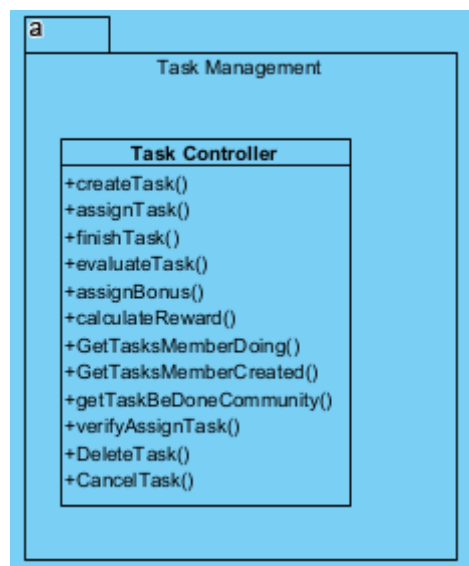 a
Task Management
Task Controller
+createTask()
+assignTask()
+finishTask()
+evaluateTask()
+assignBonus()
+calculateReward()
+GetTasksMemberDoing()
+GetTasksMemberCreated()
+getTaskBeDoneCommunity()
+verifyAssignTask()
+DeleteTask()
+CancelTask()